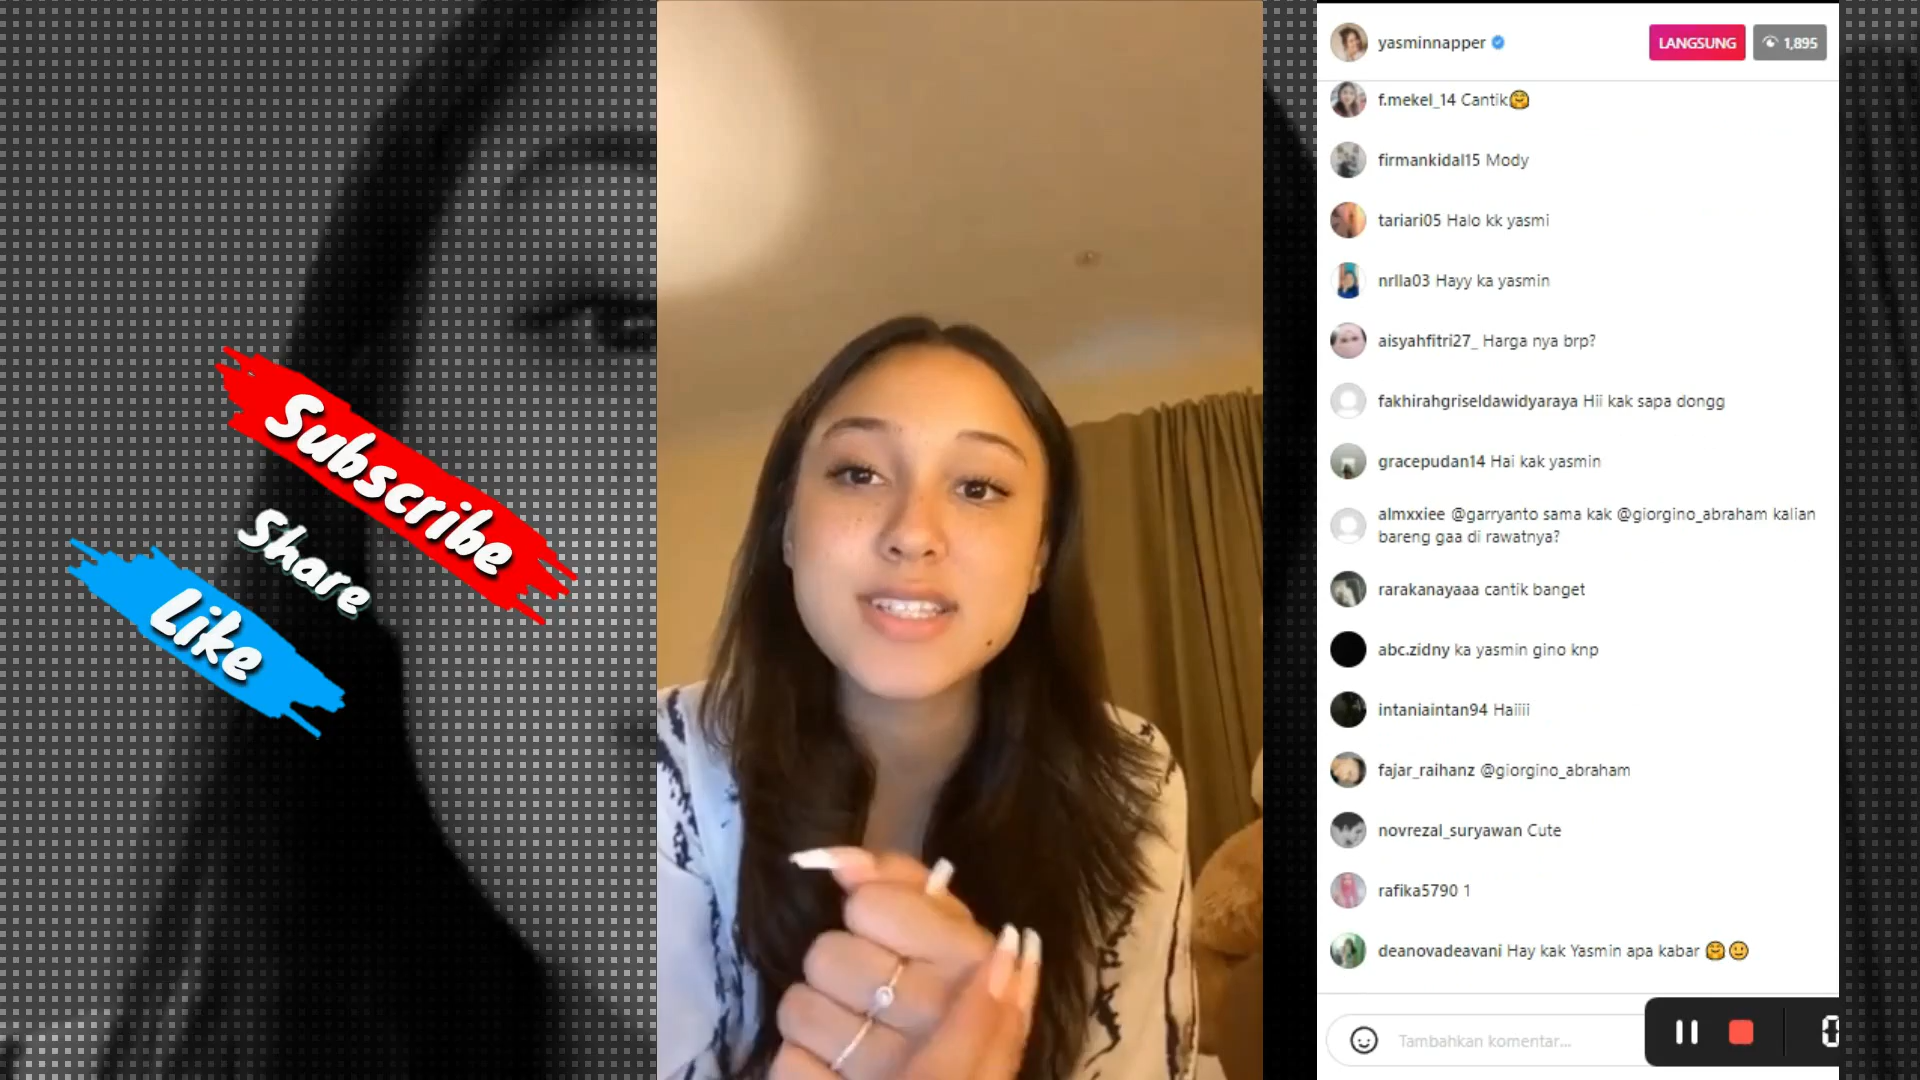 Subscribe
Share
Like
yasminnapper
LANGSUNG
1,895
f.mekel_14 Cantik🤗
firmankidal15 Mody
tariari05 Halo kk yasmi
nrlla03 Hayy ka yasmin
aisyahfitri27_ Harga nya brp?
fakhirahgriseldawidyaraya Hii kak sapa dongg
gracepudan14 Hai kak yasmin
almxxiee @garryanto sama kak @giorgino_abraham kalian
bareng gaa di rawatnya?
rarakanayaaa cantik banget
abc.zidny ka yasmin gino knp
intaniaintan94 Haiiii
fajar_raihanz @giorgino_abraham
novrezal_suryawan Cute
rafika5790 1
deanovadeavani Hay kak Yasmin apa kabar 🤗🙂
Tambahkan komentar...